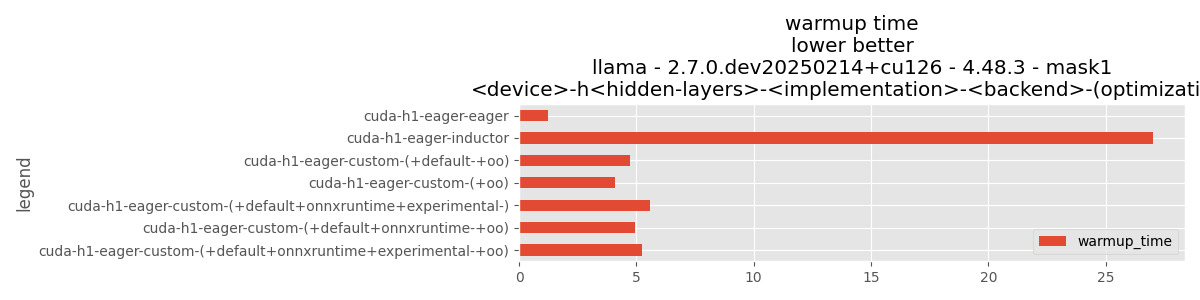 warmup time
lower better
llama - 2.7.0.dev20250214+cu126 - 4.48.3 - mask1
<device>-h<hidden-layers>-<implementation>-<backend>-(optimizati
legend
cuda-h1-eager-eager
cuda-h1-eager-inductor
cuda-h1-eager-custom-(+default-+oo)
cuda-h1-eager-custom-(+oo)
cuda-h1-eager-custom-(+default+onnxruntime+experimental-)
cuda-h1-eager-custom-(+default+onnxruntime-+oo)
cuda-h1-eager-custom-(+default+onnxruntime+experimental-+oo)
warmup_time
0 5 10 15 20 25